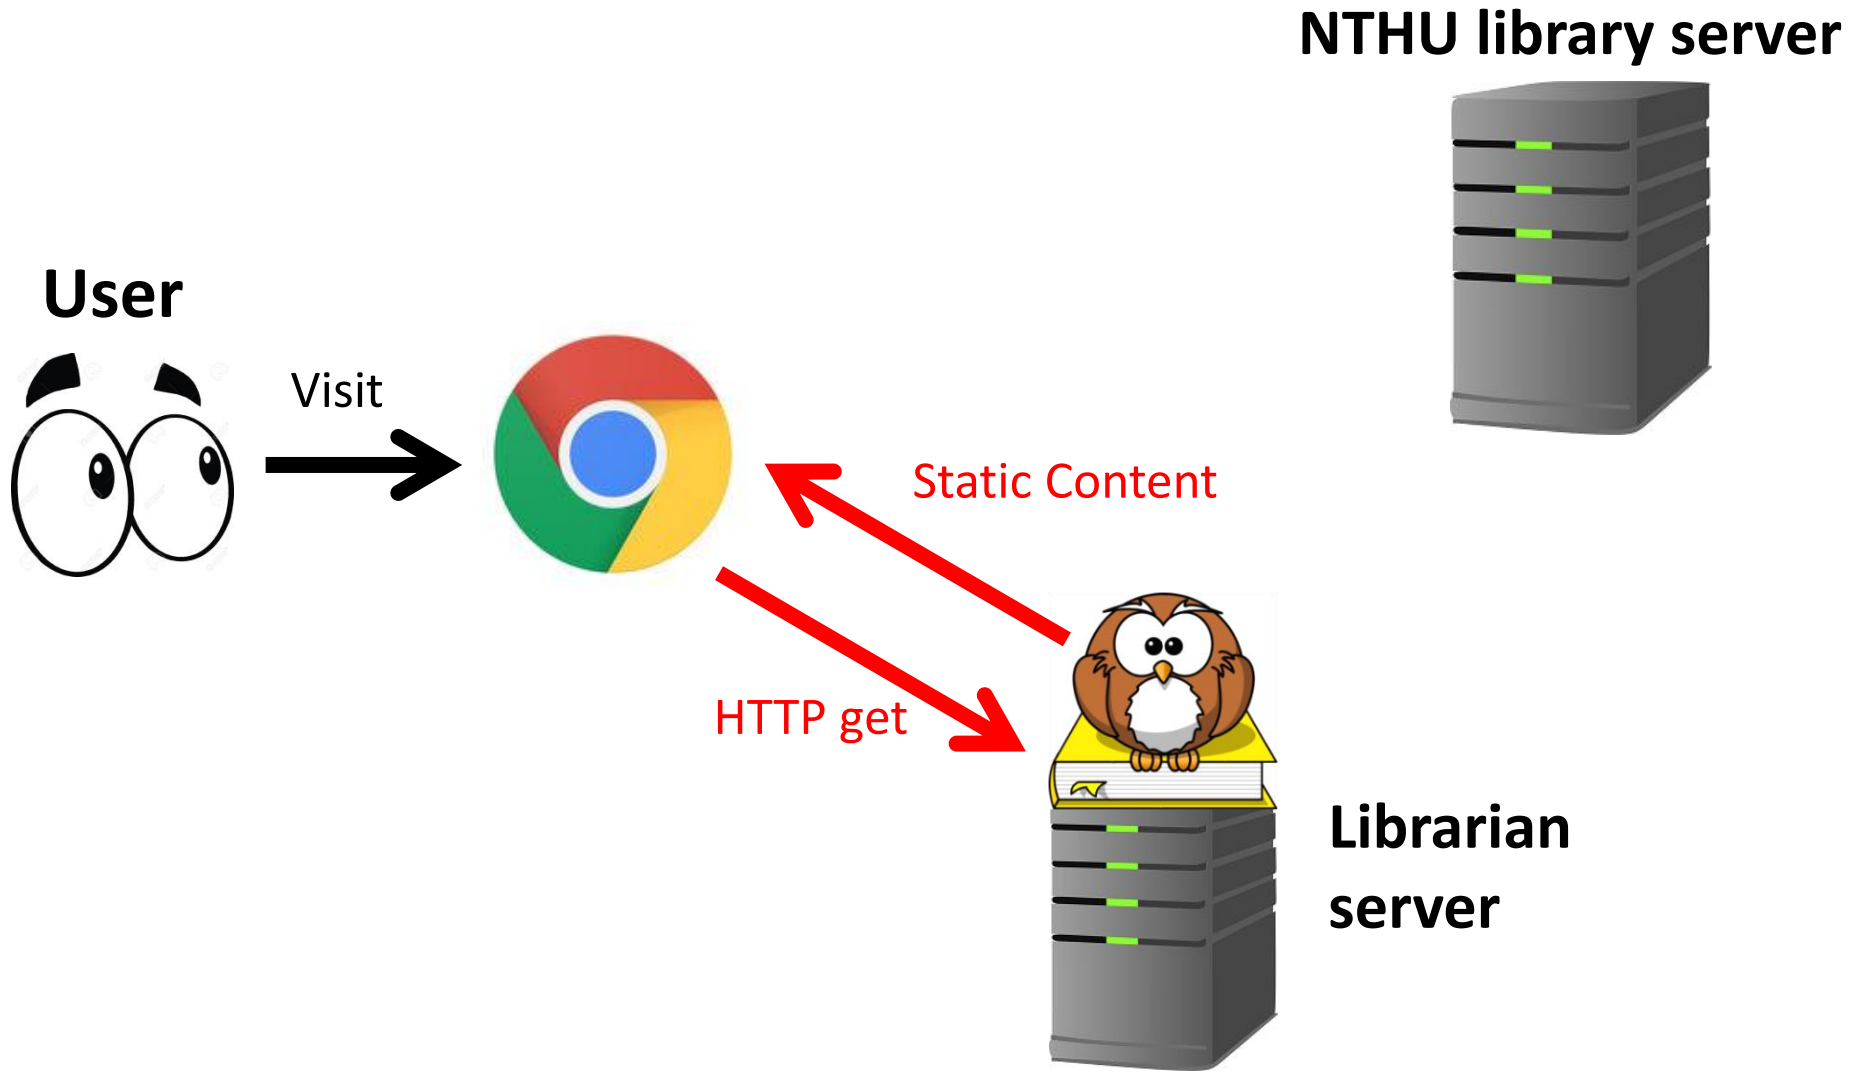 NTHU library server
User
Visit
Static Content
HTTP get
Librarian
server